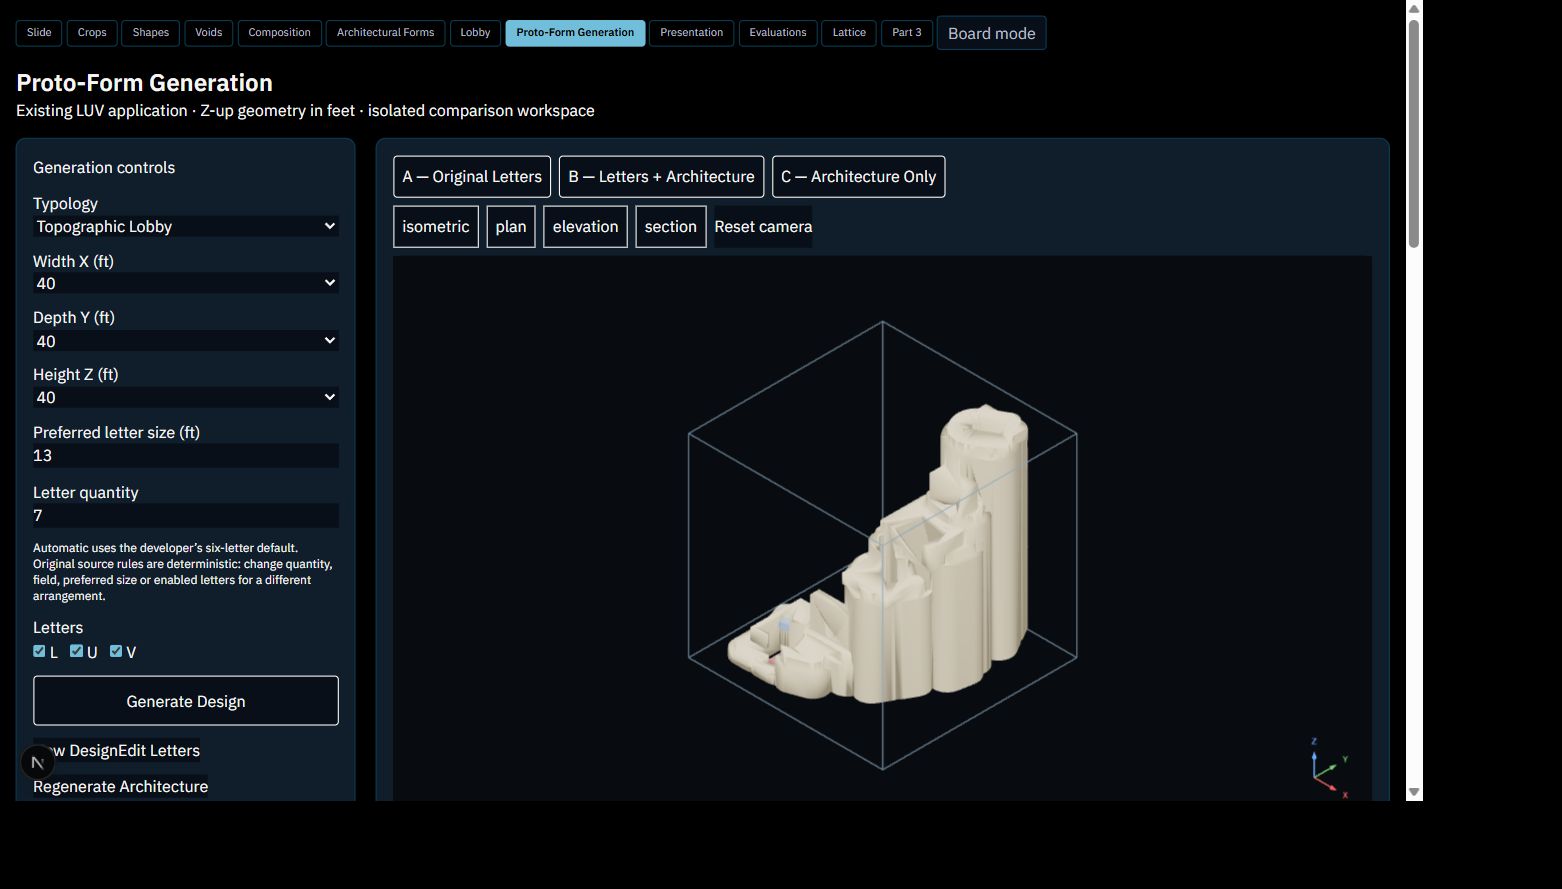 Slide Crops Shapes Voids Composition Architectural Forms Lobby Proto-Form Generation Presentation Evaluations Lattice Part 3 Board mode
Proto-Form Generation
Existing LUV application · Z-up geometry in feet · isolated comparison workspace
Generation controls
Typology
Topographic Lobby
Width X (ft)
40
Depth Y (ft)
40
Height Z (ft)
40
Preferred letter size (ft)
13
Letter quantity
7
Automatic uses the developer’s six-letter default.
Original source rules are deterministic: change quantity,
field, preferred size or enabled letters for a different
arrangement.
Letters
L U V
Generate Design
w DesignEdit Letters
Regenerate Architecture
A — Original Letters B — Letters + Architecture C — Architecture Only
isometric plan elevation section Reset camera
Z
Y
X
N